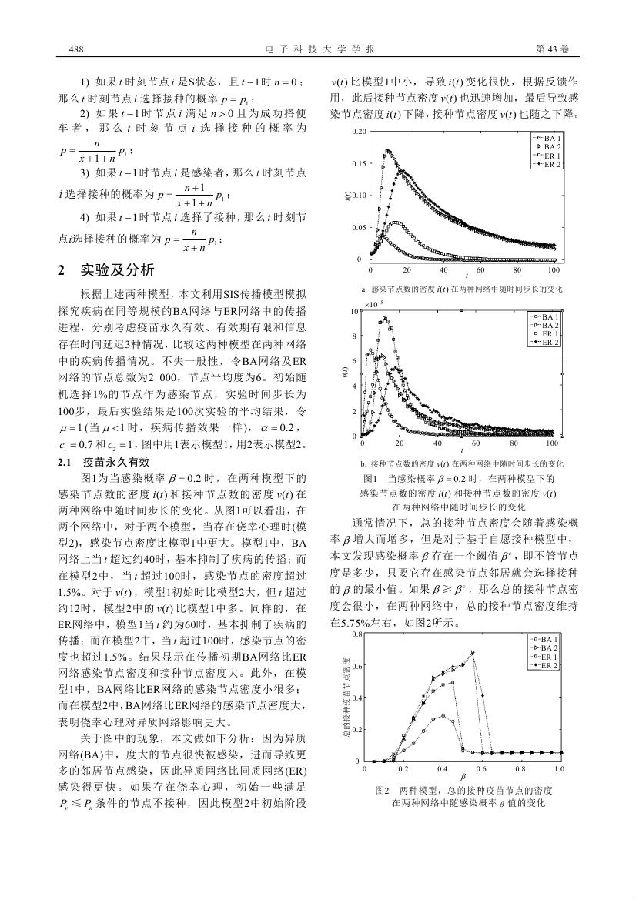 488
电 子 科 技 大 学 学 报
第 43 卷
1) 如果 t 时刻节点 i 是S状态，且 t−1 时 n = 0；
那么 t 时刻节点 i 选择接种的概率 p = p_i；
2) 如果 t−1 时节点 i 满足 n > 0 且为成功搭便
车者，那么 t 时刻节点 i 选择接种的概率为
p = n/(x+1+n) p_i；
3) 如果 t−1 时节点 i 是感染者，那么 t 时刻节点
i 选择接种的概率为 p = (n+1)/(x+1+n) p_i；
4) 如果 t−1 时节点 i 选择了接种，那么 t 时刻节
点i选择接种的概率为 p = n/(x+n) p_i；
2 实验及分析
根据上述两种模型，本文利用SIS传播模型模拟
探究疾病在同等规模的BA网络与ER网络中的传播
进程，分别考虑疫苗永久有效、有效期有限和信息
存在时间延迟3种情况，比较这两种模型在两种网络
中的疾病传播情况。不失一般性，令BA网络及ER
网络的节点总数为2 000，节点平均度为6。初始随
机选择1%的节点作为感染节点，实验时间步长为
100步，最后实验结果是100次实验的平均结果，令
μ = 1 (当 μ < 1 时，疾病传播效果一样)，α = 0.2，
c = 0.7 和 c = 1。图中用1表示模型1，用2表示模型2。
2.1 疫苗永久有效
图1为当感染概率 β = 0.2 时，在两种模型下的
感染节点数的密度 i(t) 和接种节点数的密度 v(t) 在
两种网络中随时间步长的变化。从图1可以看出，在
两个网络中，对于两个模型，当存在侥幸心理时(模
型2)，感染节点密度比模型1中更大。模型1中，BA
网络上当 t 超过约40时，基本抑制了疾病的传播；而
在模型2中，当 t 超过100时，感染节点的密度超过
1.5%。对于 v(t)，模型1初始时比模型2大，但 t 超过
约12时，模型2中的 v(t) 比模型1中多。同样的，在
ER网络中，模型1当 t 约为60时，基本抑制了疾病的
传播；而在模型2中，当 t 超过100时，感染节点的密
度也超过1.5%。结果显示在传播初期BA网络比ER
网络感染节点密度和接种节点密度大。此外，在模
型1中，BA网络比ER网络的感染节点密度小很多；
而在模型2中，BA网络比ER网络的感染节点密度大，
表明侥幸心理对异质网络影响更大。
关于图中的现象，本文做如下分析：因为异质
网络(BA)中，度大的节点很快被感染，进而导致更
多的邻居节点感染，因此异质网络比同质网络(ER)
感染得更快。如果存在侥幸心理，初始一些满足
P ≤ P 条件的节点不接种，因此模型2中初始阶段
v(t) 比模型1中小，导致 i(t) 变化很快，根据反馈作
用，此后接种节点密度 v(t) 也迅速增加，最后导致感
染节点密度 i(t) 下降，接种节点密度 v(t) 也随之下降。
0.20
0.15
0.10
0.05
0
i(t)
BA 1
BA 2
ER 1
ER 2
0 20 40 60 80 100
t
a. 感染节点数的密度 i(t) 在两种网络中随时间步长的变化
10 ×10⁻³
8
6
4
2
0
v(t)
BA 1
BA 2
ER 1
ER 2
0 20 40 60 80 100
t
b. 接种节点数的密度 v(t) 在两种网络中随时间步长的变化
图1 当感染概率 β = 0.2 时，在两种模型下的
感染节点数的密度 i(t) 和接种节点数的密度 v(t)
在两种网络中随时间步长的变化
通常情况下，总的接种节点密度会随着感染概
率 β 增大而增多，但是对于基于自愿接种模型中，
本文发现感染概率 β 存在一个阈值 β*，即不管节点
度是多少，只要它存在感染节点邻居就会选择接种
的 β 的最小值。如果 β ≥ β*，那么总的接种节点密
度会很小，在两种网络中，总的接种节点密度维持
在5.75%左右，如图2所示。
0.8
0.6
0.4
0.2
0
总的接种疫苗节点密度
BA 1
BA 2
ER 1
ER 2
0 0.2 0.4 0.6 0.8 1.0
β
图2 两种模型，总的接种疫苗节点的密度
在两种网络中随感染概率 β 值的变化